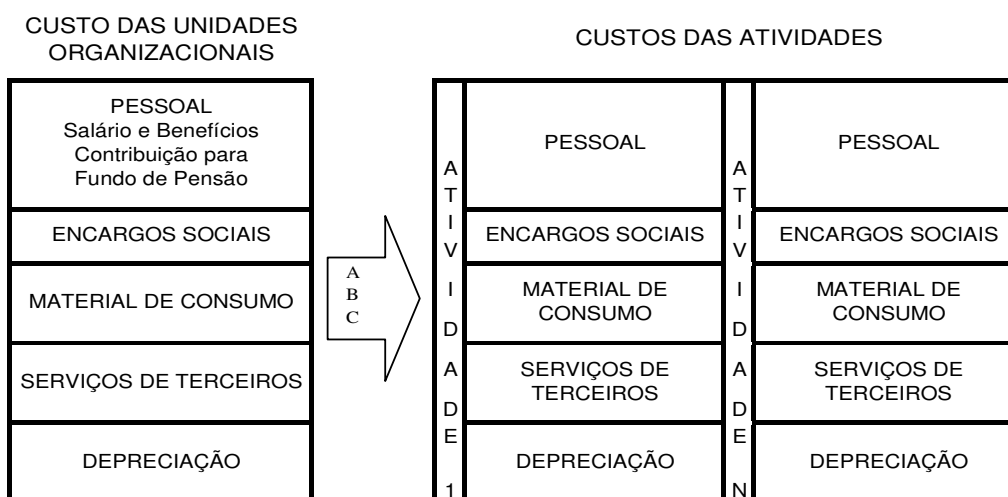 CUSTO DAS UNIDADES
ORGANIZACIONAIS
PESSOAL
Salário e Benefícios
Contribuição para
Fundo de Pensão
ENCARGOS SOCIAIS
MATERIAL DE CONSUMO
SERVIÇOS DE TERCEIROS
DEPRECIAÇÃO
A
B
C
CUSTOS DAS ATIVIDADES
A
T
I
V
I
D
A
D
E
1
PESSOAL
ENCARGOS SOCIAIS
MATERIAL DE
CONSUMO
SERVIÇOS DE
TERCEIROS
DEPRECIAÇÃO
A
T
I
V
I
D
A
D
E
N
PESSOAL
ENCARGOS SOCIAIS
MATERIAL DE
CONSUMO
SERVIÇOS DE
TERCEIROS
DEPRECIAÇÃO